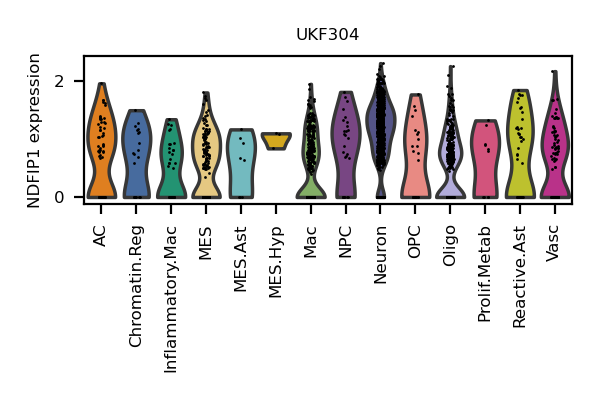 UKF304
NDFIP1 expression
2
0
AC
Chromatin.Reg
Inflammatory.Mac
MES
MES.Ast
MES.Hyp
Mac
NPC
Neuron
OPC
Oligo
Prolif.Metab
Reactive.Ast
Vasc